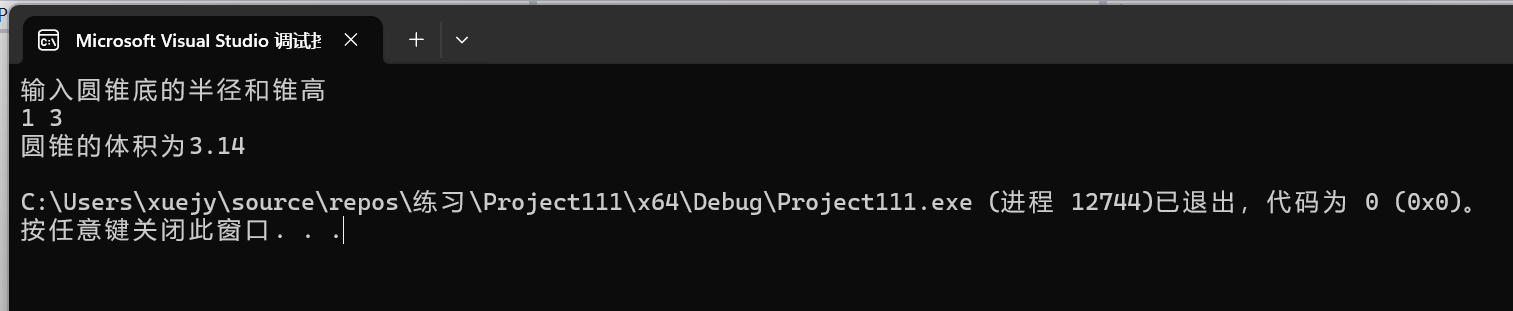 P
Microsoft Visual Studio 调试
输入圆锥底的半径和锥高
1 3
圆锥的体积为3.14
C:\Users\xuejy\source\repos\练习\Project111\x64\Debug\Project111.exe (进程 12744)已退出，代码为 0 (0x0)。
按任意键关闭此窗口. . .